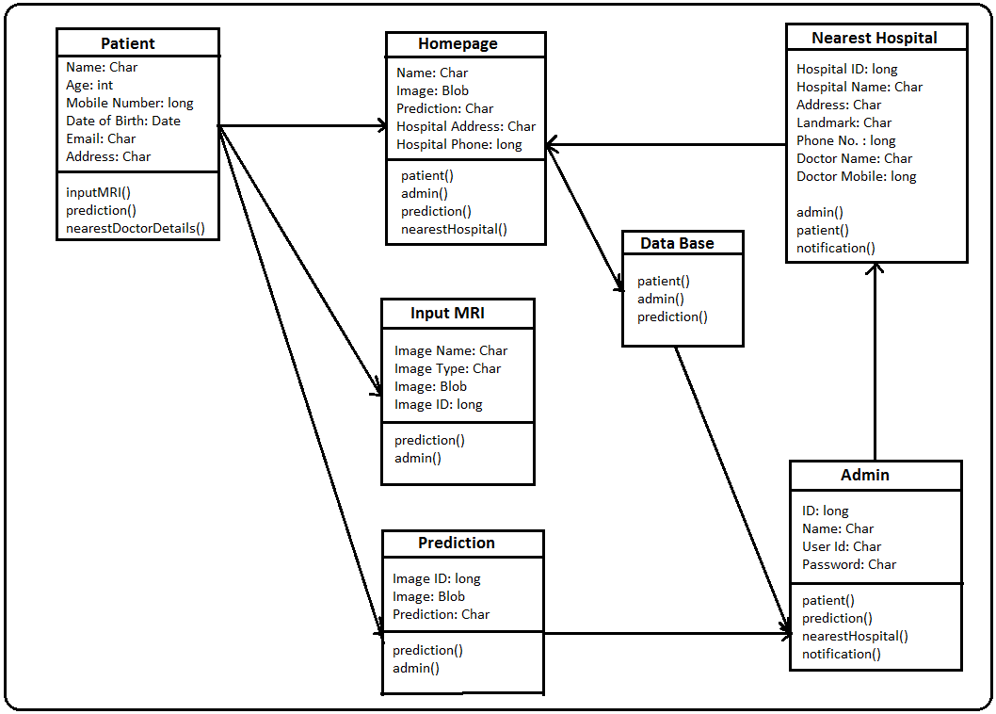 Patient
Name: Char
Age: int
Mobile Number: long
Date of Birth: Date
Email: Char
Address: Char
inputMRI()
prediction()
nearestDoctorDetails()
Homepage
Name: Char
Image: Blob
Prediction: Char
Hospital Address: Char
Hospital Phone: long
patient()
admin()
prediction()
nearestHospital()
Nearest Hospital
Hospital ID: long
Hospital Name: Char
Address: Char
Landmark: Char
Phone No. : long
Doctor Name: Char
Doctor Mobile: long
admin()
patient()
notification()
Data Base
patient()
admin()
prediction()
Input MRI
Image Name: Char
Image Type: Char
Image: Blob
Image ID: long
prediction()
admin()
Prediction
Image ID: long
Image: Blob
Prediction: Char
prediction()
admin()
Admin
ID: long
Name: Char
User Id: Char
Password: Char
patient()
prediction()
nearestHospital()
notification()